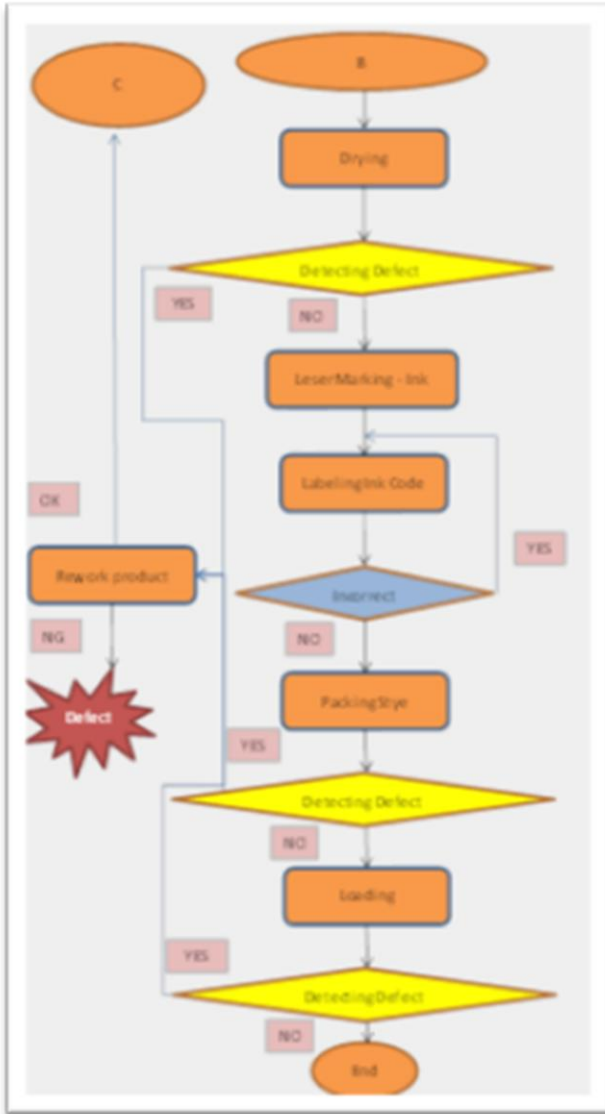 C
B
Drying
Detecting Defect
YES
NO
LeserMarking - Ink
LabelingInk Code
OK
YES
Rework product
Incorrect
NG
NO
PackingStye
Defect
YES
Detecting Defect
NO
Loading
YES
DetectingDefect
NO
End